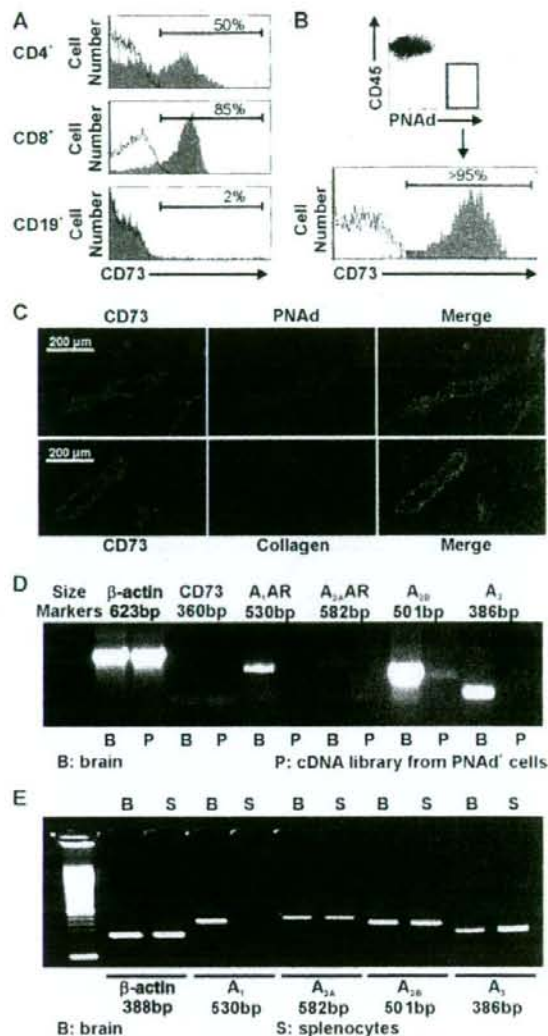 A
CD4+
Cell Number
50%
CD8+
Cell Number
85%
CD19+
Cell Number
2%
CD73
B
CD45
PNAd
Cell Number
>95%
CD73
C
CD73 PNAd Merge
200 µm
200 µm
CD73 Collagen Merge
D
Size Markers
β-actin 623bp
CD73 360bp
A1AR 530bp
A2AAR 582bp
A2B 501bp
A3 386bp
B P B P B P B P B P B P
B: brain P: cDNA library from PNAd+ cells
E
B S B S B S B S B S
β-actin A1 A2A A2B A3
388bp 530bp 582bp 501bp 386bp
B: brain S: splenocytes